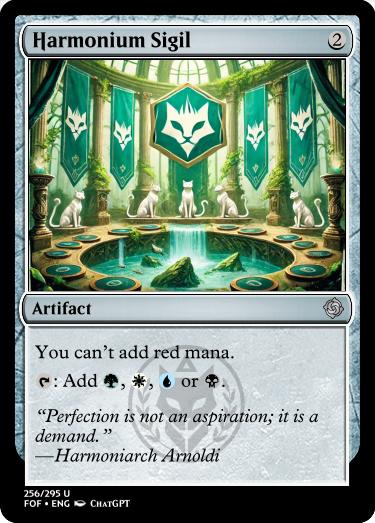 Harmonium Sigil 2
Artifact
You can't add red mana.
: Add , , or .
“Perfection is not an aspiration; it is a
demand.”
—Harmoniarch Arnoldi
256/295 U
FOF • ENG ChatGPT